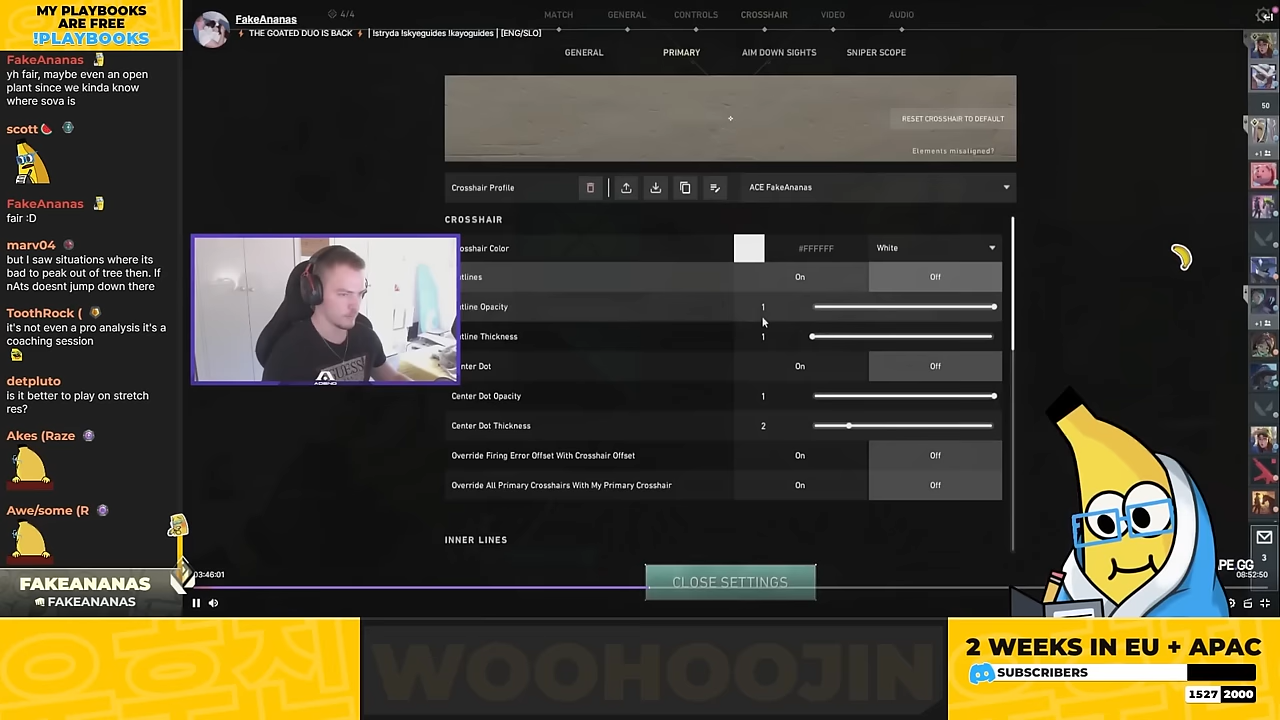 MY PLAYBOOKS
ARE FREE
!PLAYBOOKS
FakeAnanas
yh fair, maybe even an open
plant since we kinda know
where sova is
scott
FakeAnanas
fair :D
marv04
but I saw situations where its
bad to peak out of tree then. If
nAts doesnt jump down there
ToothRock (
it's not even a pro analysis it's a
coaching session
detpluto
is it better to play on stretch
res?
Akes (Raze
Awe/some (R
FAKEANANAS
FAKEANANAS
FakeAnanas
4/4
THE GOATED DUO IS BACK | !stryda !skyeguides !kayoguides | [ENG/SLO]
MATCH GENERAL CONTROLS CROSSHAIR VIDEO AUDIO
GENERAL PRIMARY AIM DOWN SIGHTS SNIPER SCOPE
RESET CROSSHAIR TO DEFAULT
Elements misaligned?
Crosshair Profile ACE FakeAnanas
CROSSHAIR
osshair Color #FFFFFF White
tlines On Off
tline Opacity 1
tline Thickness 1
nter Dot On Off
Center Dot Opacity 1
Center Dot Thickness 2
Override Firing Error Offset With Crosshair Offset On Off
Override All Primary Crosshairs With My Primary Crosshair On Off
INNER LINES
CLOSE SETTINGS
GUESS
03:46:01
08:52:50
50
+1
+1
3
PE.GG
WOOHOOJIN
2 WEEKS IN EU + APAC
SUBSCRIBERS
1527 2000